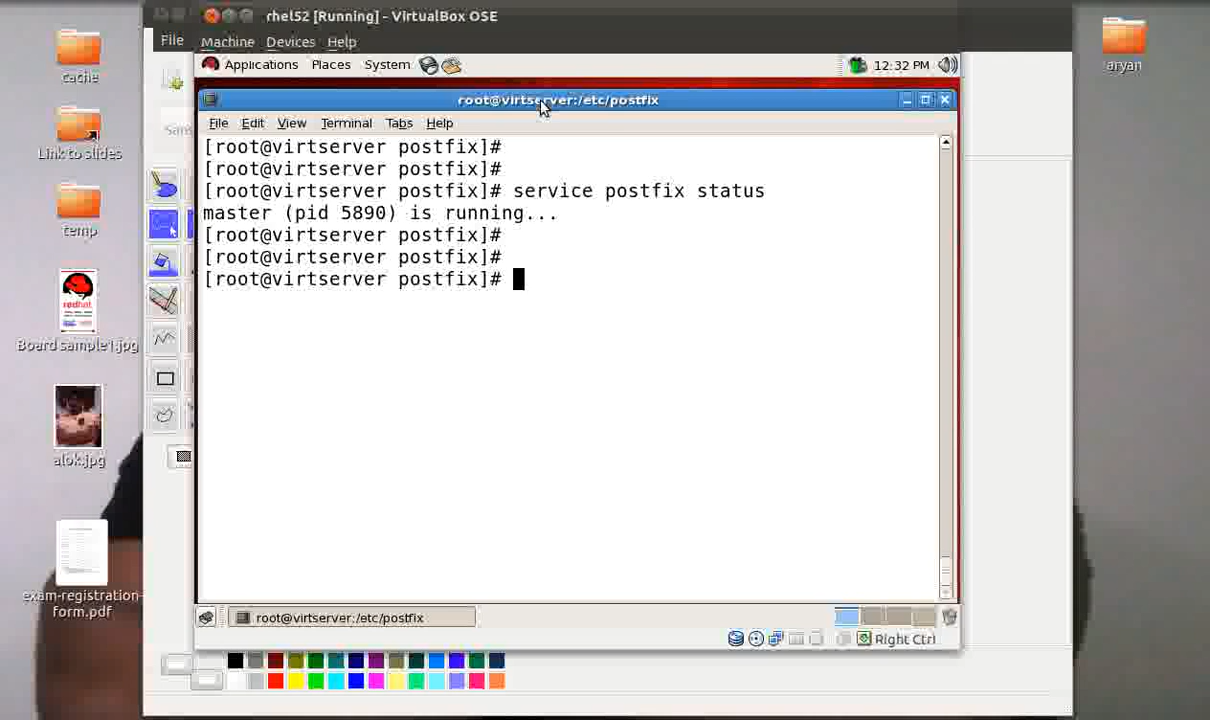 rhel52 [Running] - VirtualBox OSE
File Machine Devices Help
Applications Places System 12:32 PM
root@virtserver:/etc/postfix
File Edit View Terminal Tabs Help
[root@virtserver postfix]#
[root@virtserver postfix]#
[root@virtserver postfix]# service postfix status
master (pid 5890) is running...
[root@virtserver postfix]#
[root@virtserver postfix]#
[root@virtserver postfix]#
root@virtserver:/etc/postfix
Right Ctrl
cache
Link to slides
temp
redhat
Board sample1.jpg
alok.jpg
exam-registration-
form.pdf
aryan